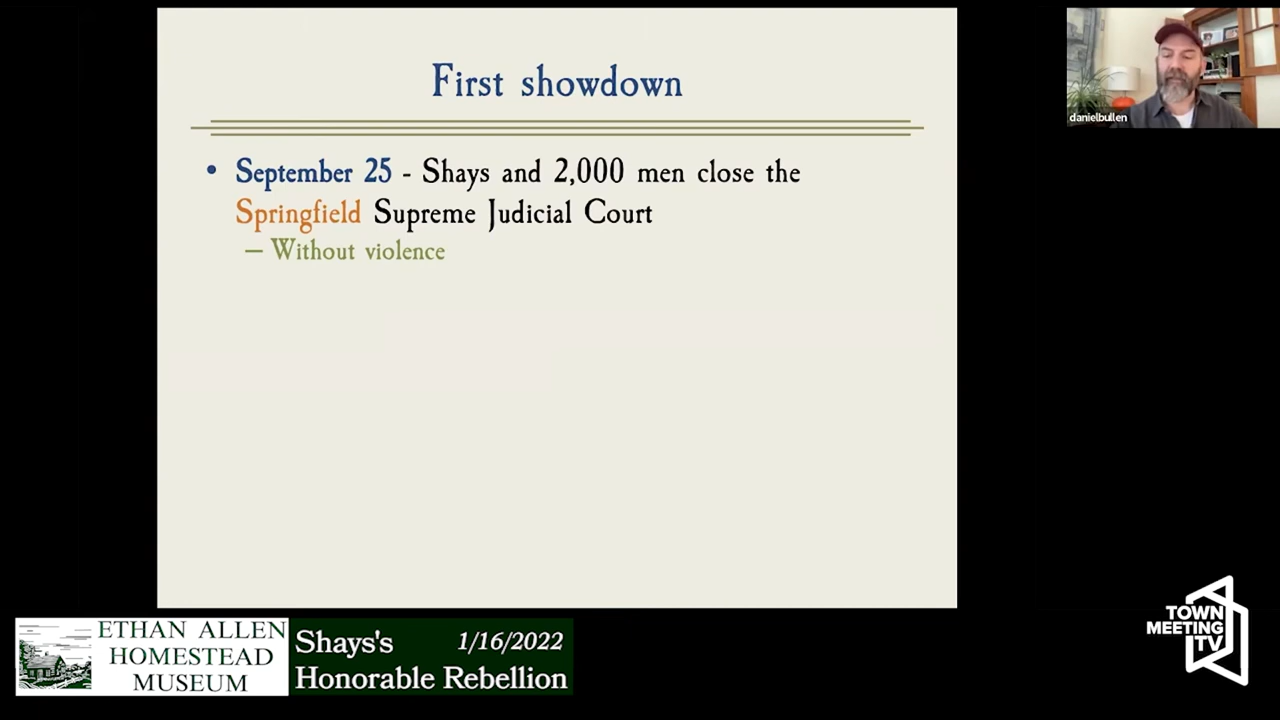 First showdown
• September 25 - Shays and 2,000 men close the
Springfield Supreme Judicial Court
– Without violence
danielbullen
ETHAN ALLEN
HOMESTEAD
MUSEUM
Shays's 1/16/2022
Honorable Rebellion
TOWN
MEETING
TV